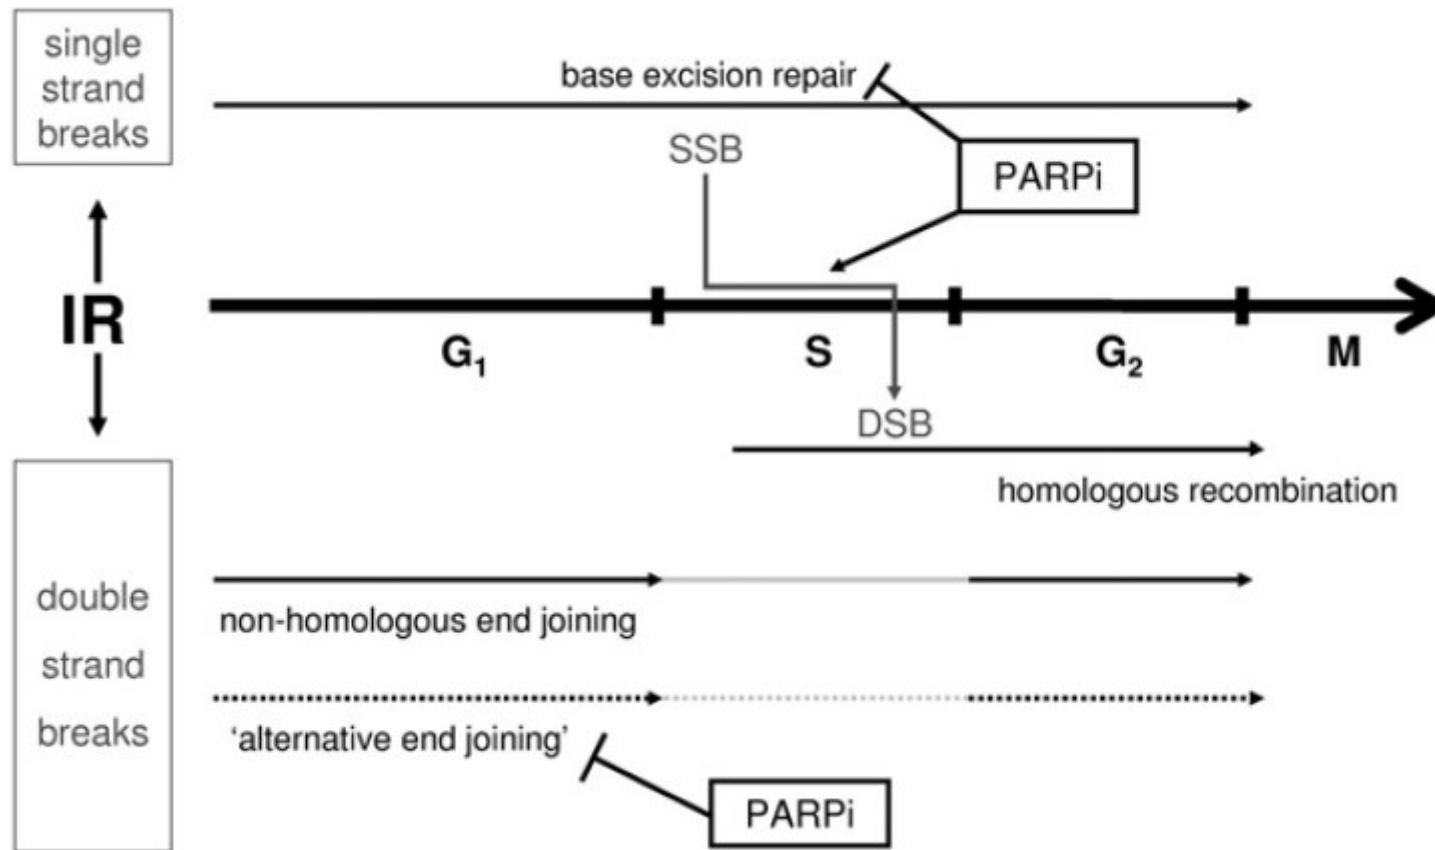 single
strand
breaks
base excision repair
SSB
PARPi
IR
G₁
S
G₂
M
DSB
homologous recombination
double
strand
breaks
non-homologous end joining
‘alternative end joining’
PARPi